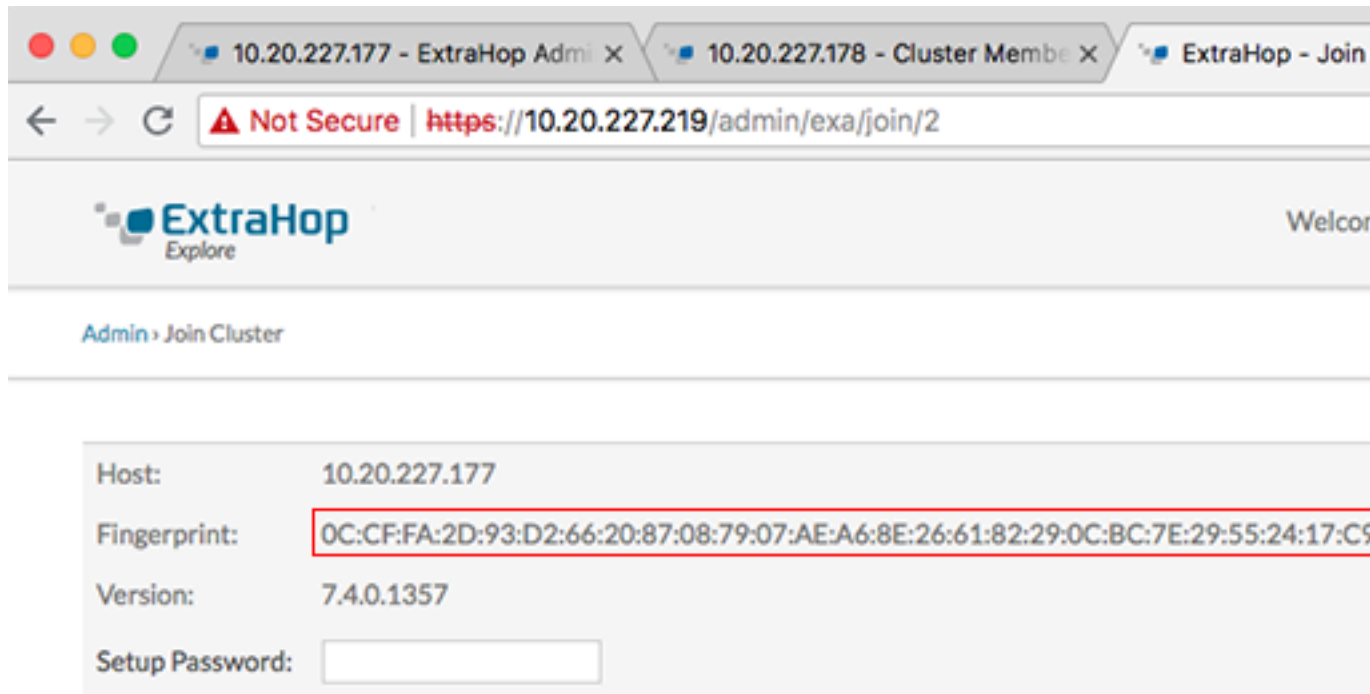 10.20.227.177 - ExtraHop Admi 10.20.227.178 - Cluster Membe ExtraHop - Join
Not Secure https://10.20.227.219/admin/exa/join/2
ExtraHop
Explore
Welcom
Admin › Join Cluster
Host: 10.20.227.177
Fingerprint: 0C:CF:FA:2D:93:D2:66:20:87:08:79:07:AE:A6:8E:26:61:82:29:0C:BC:7E:29:55:24:17:C9
Version: 7.4.0.1357
Setup Password: